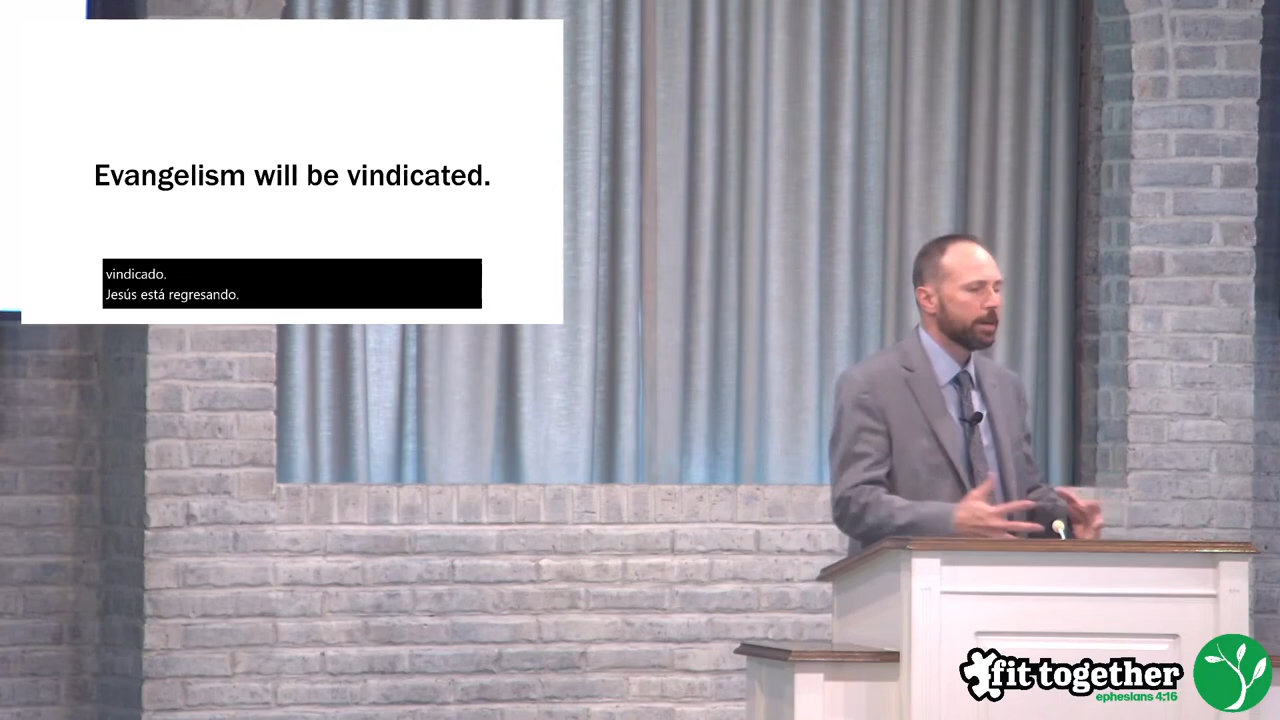 Evangelism will be vindicated.
vindicado.
Jesús está regresando.
fit together
ephesians 4:16